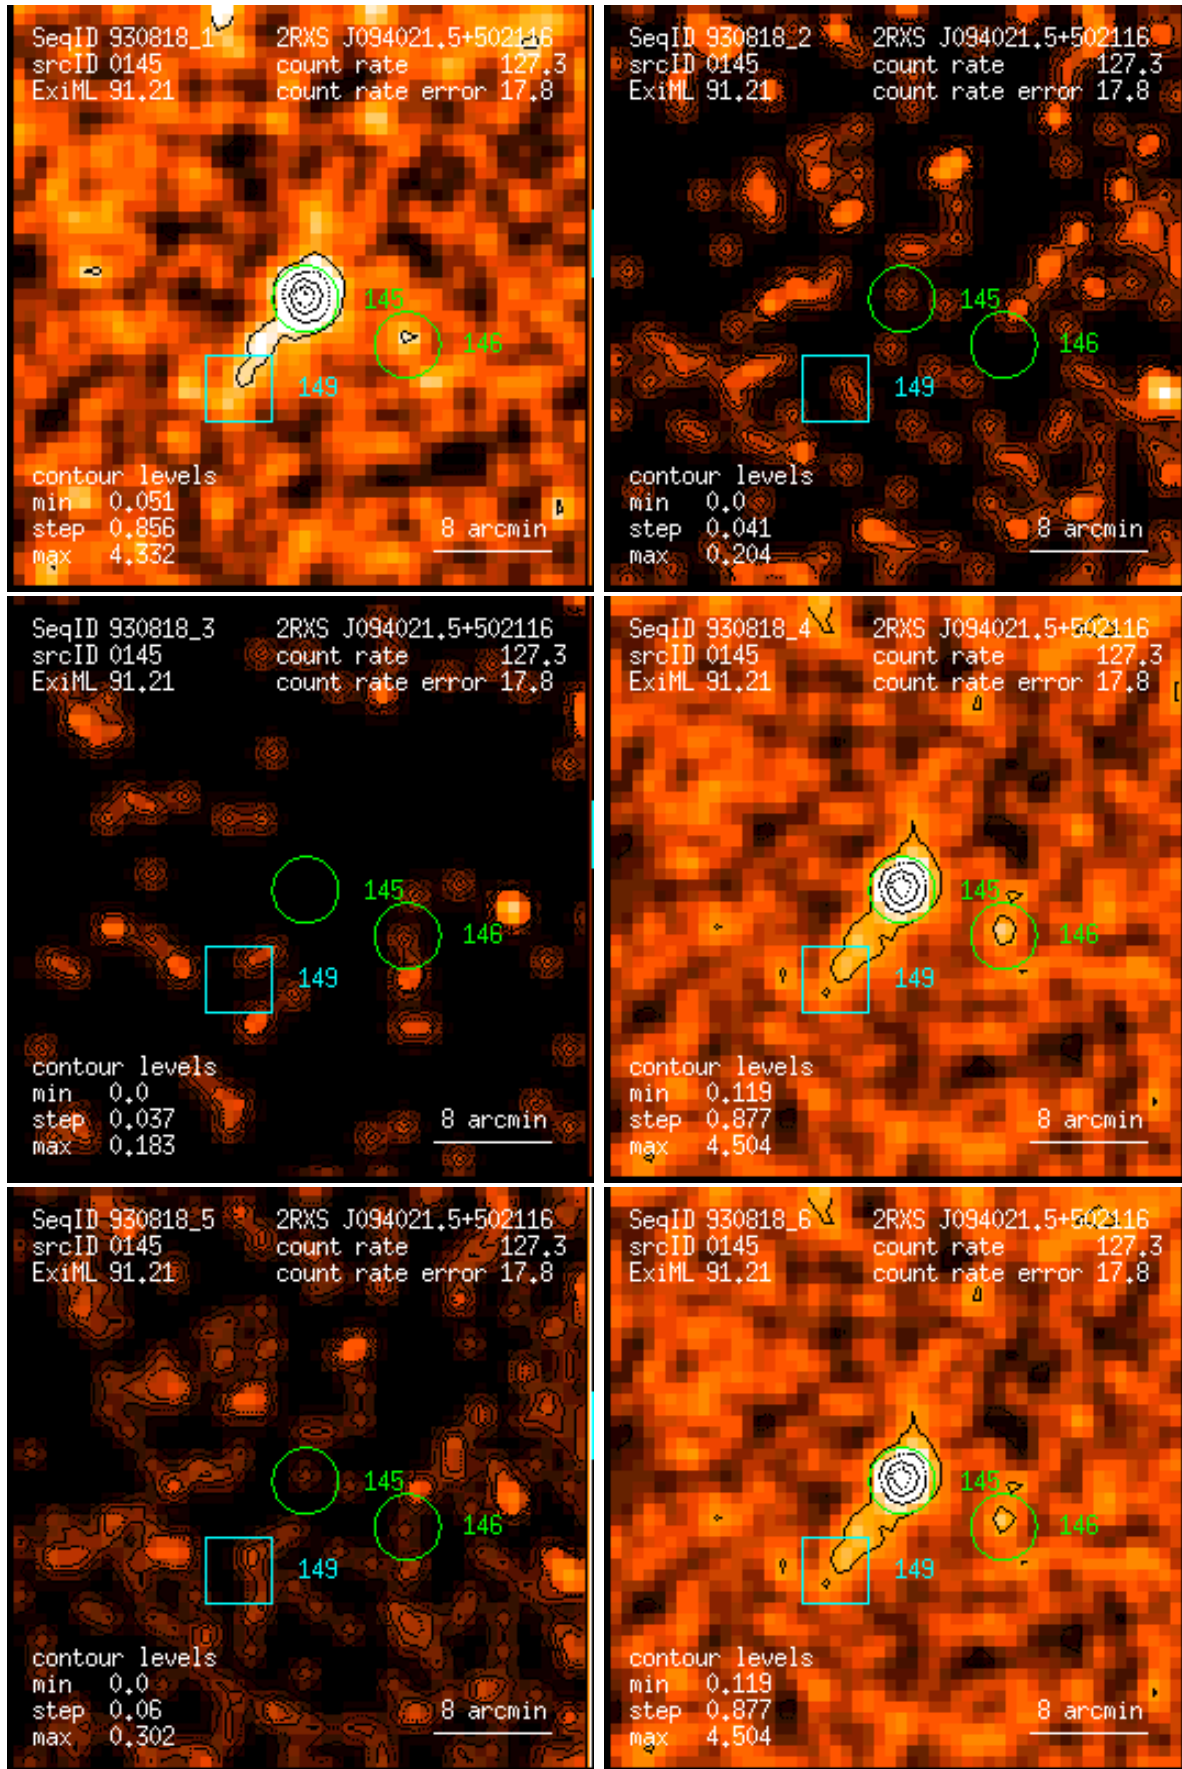 SeqID 930818_1 2RXS J094021.5+502116
srcID 0145 count rate 127.3
ExiML 91.21 count rate error 17.8
145
146
149
contour levels
min 0.051
step 0.856 8 arcmin
max 4.332
SeqID 930818_2 2RXS J094021.5+502116
srcID 0145 count rate 127.3
ExiML 91.21 count rate error 17.8
145
146
149
contour levels
min 0.0
step 0.041 8 arcmin
max 0.204
SeqID 930818_3 2RXS J094021.5+502116
srcID 0145 count rate 127.3
ExiML 91.21 count rate error 17.8
145
146
149
contour levels
min 0.0
step 0.037 8 arcmin
max 0.183
SeqID 930818_4 2RXS J094021.5+502116
srcID 0145 count rate 127.3
ExiML 91.21 count rate error 17.8
145
146
149
contour levels
min 0.119
step 0.877 8 arcmin
max 4.504
SeqID 930818_5 2RXS J094021.5+502116
srcID 0145 count rate 127.3
ExiML 91.21 count rate error 17.8
145
146
149
contour levels
min 0.0
step 0.06 8 arcmin
max 0.302
SeqID 930818_6 2RXS J094021.5+502116
srcID 0145 count rate 127.3
ExiML 91.21 count rate error 17.8
145
146
149
contour levels
min 0.119
step 0.877 8 arcmin
max 4.504